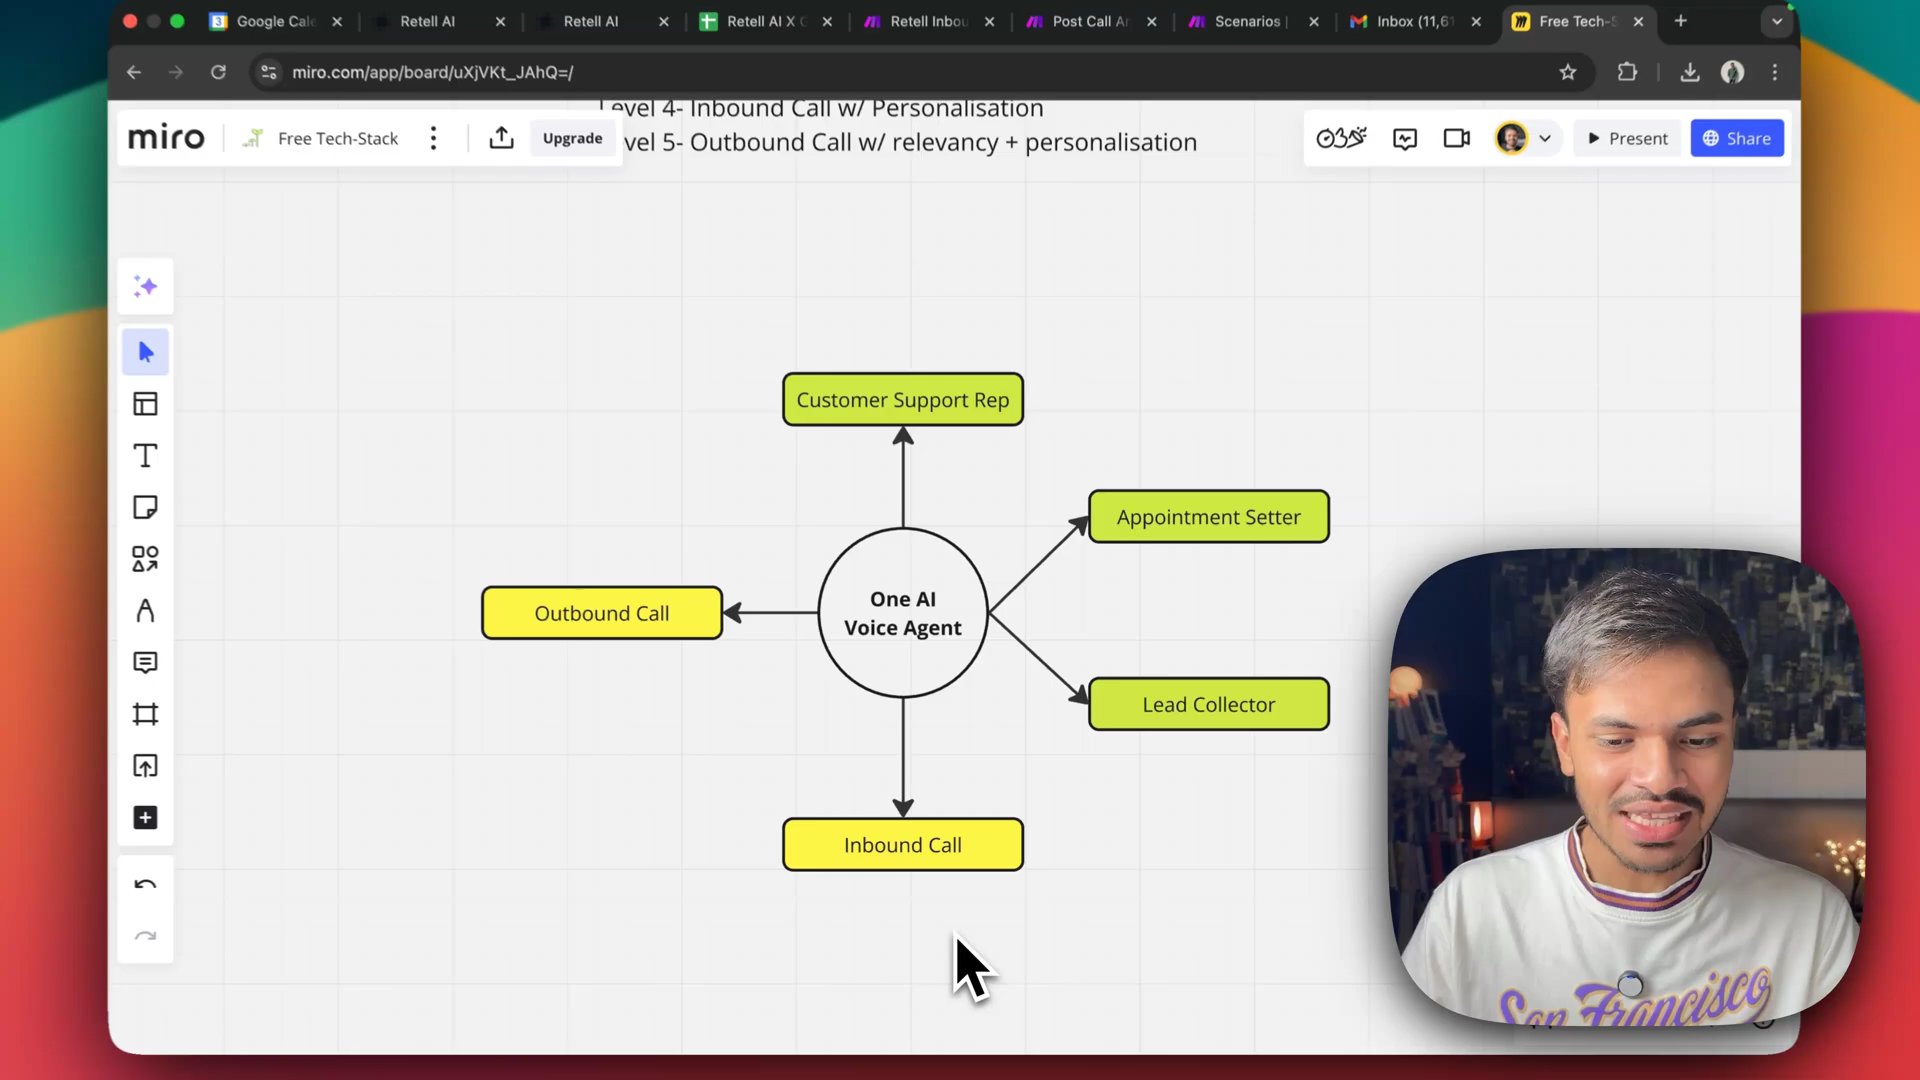 Google Cale
Retell AI
Retell AI
Retell AI X
Retell Inbou
Post Call A
Scenarios
Inbox (11,6
Free Tech-S
miro.com/app/board/uXjVKt_JAhQ=/
Level 4- Inbound Call w/ Personalisation
vel 5- Outbound Call w/ relevancy + personalisation
miro
Free Tech-Stack
Upgrade
Present
Share
Customer Support Rep
Appointment Setter
Outbound Call
One AI
Voice Agent
Lead Collector
Inbound Call
San Francisco